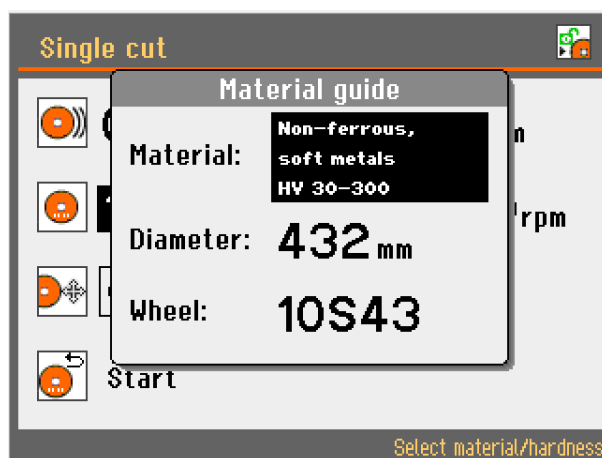 Single cut
Material guide
Material:
Non-ferrous,
soft metals
HV 30-300
Diameter: 432 mm
Wheel: 10S43
rpm
Start
Select material/hardness